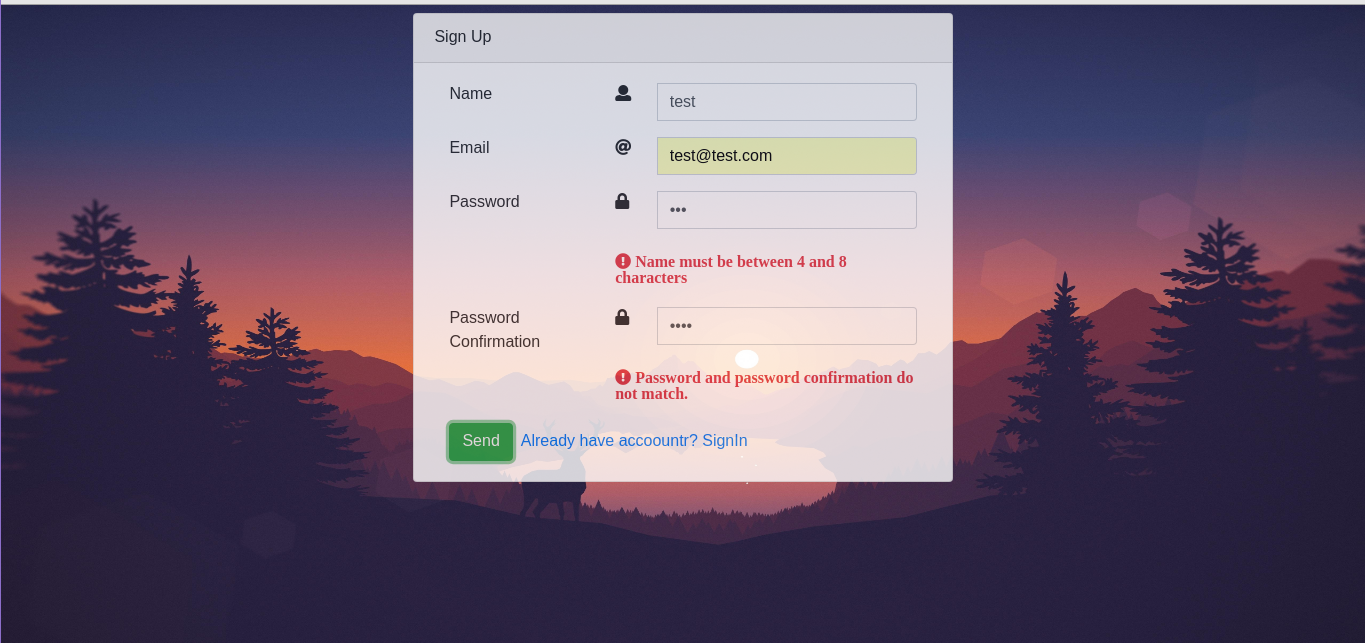 Sign Up
Name
test
Email
test@test.com
Password
•••
Name must be between 4 and 8
characters
Password
Confirmation
••••
Password and password confirmation do
not match.
Send Already have accoountr? SignIn